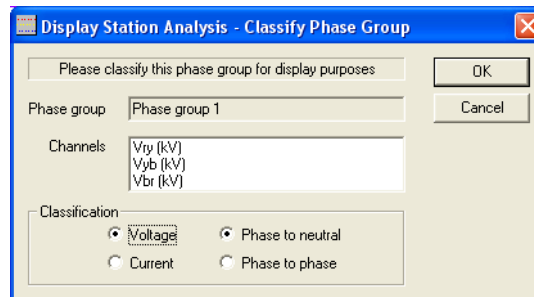 Display Station Analysis - Classify Phase Group
Please classify this phase group for display purposes
OK
Phase group
Phase group 1
Cancel
Channels
Vry (kV)
Vyb (kV)
Vbr (kV)
Classification
Voltage
Phase to neutral
Current
Phase to phase